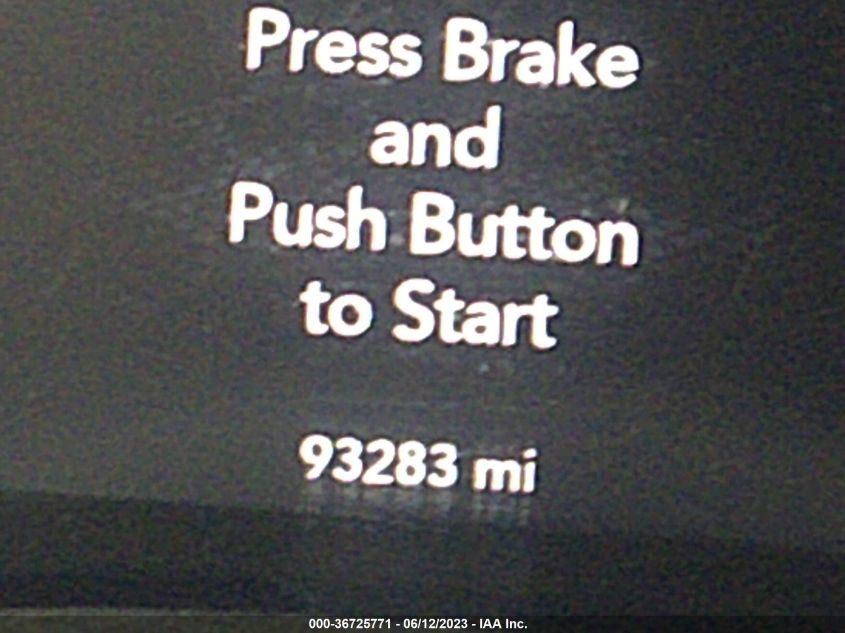 Press Brake
and
Push Button
to Start
93283 mi
000-36725771 - 06/12/2023 - IAA Inc.